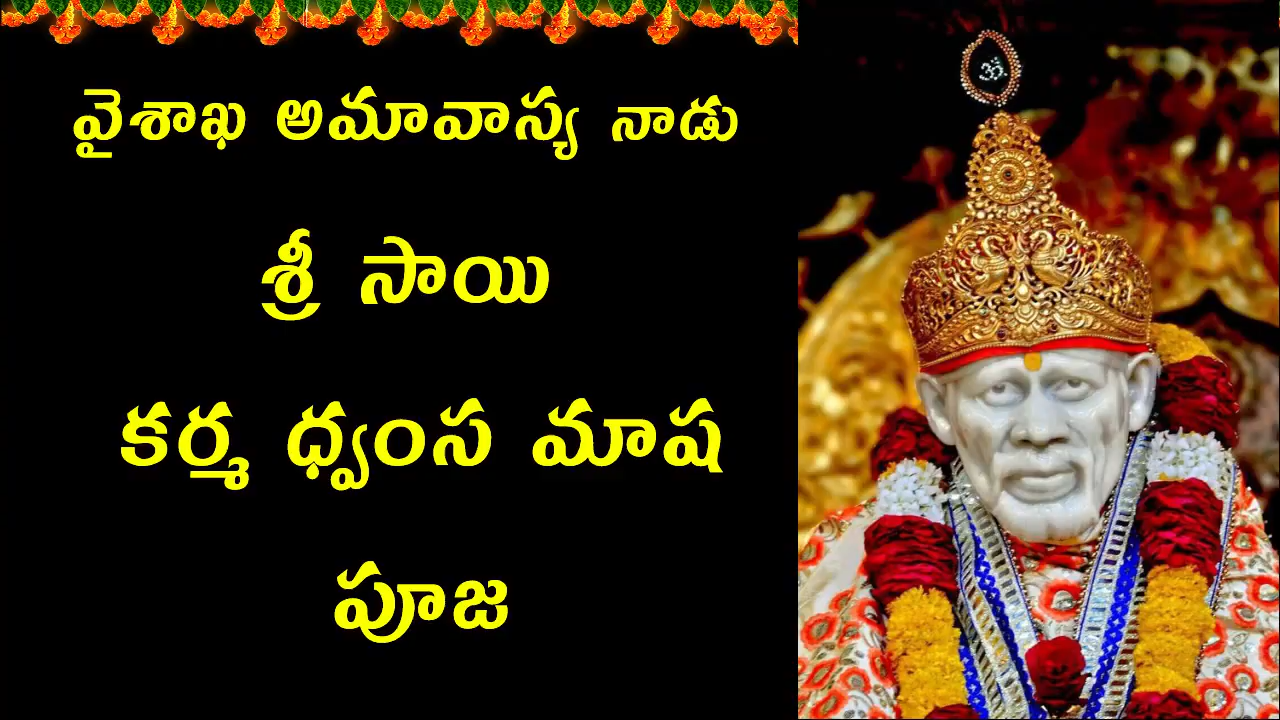 వైశాఖ అమావాస్య నాడు
శ్రీ సాయి
కర్మ ధ్వంస మాష
పూజ
ॐ